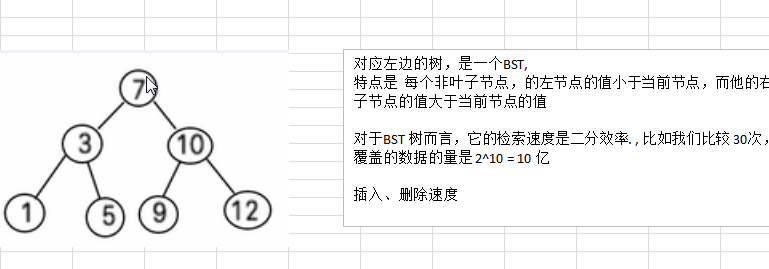 7
3
10
1
5
9
12
对应左边的树，是一个BST,
特点是 每个非叶子节点，的左节点的值小于当前节点，而他的右
子节点的值大于当前节点的值
对于BST 树而言，它的检索速度是二分效率. , 比如我们比较 30次，
覆盖的数据的量是 2^10 = 10 亿
插入、删除速度